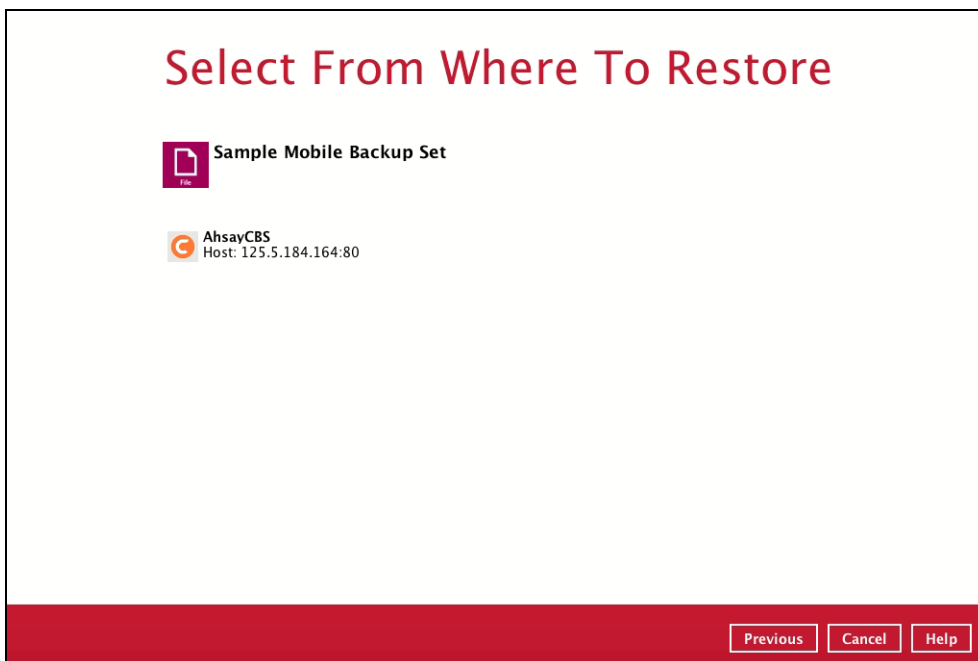 Select From Where To Restore
Sample Mobile Backup Set
File
AhsayCBS
Host: 125.5.184.164:80
Previous
Cancel
Help